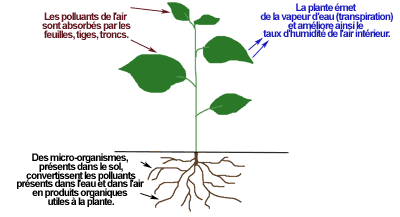 Les polluants de l'air
sont absorbés par les
feuilles, tiges, troncs.
La plante émet
de la vapeur d'eau (transpiration)
et améliore ainsi le
taux d'humidité de l'air intérieur.
Des micro-organismes,
présents dans le sol,
convertissent les polluants
présents dans l'eau et dans l'air
en produits organiques
utiles à la plante.